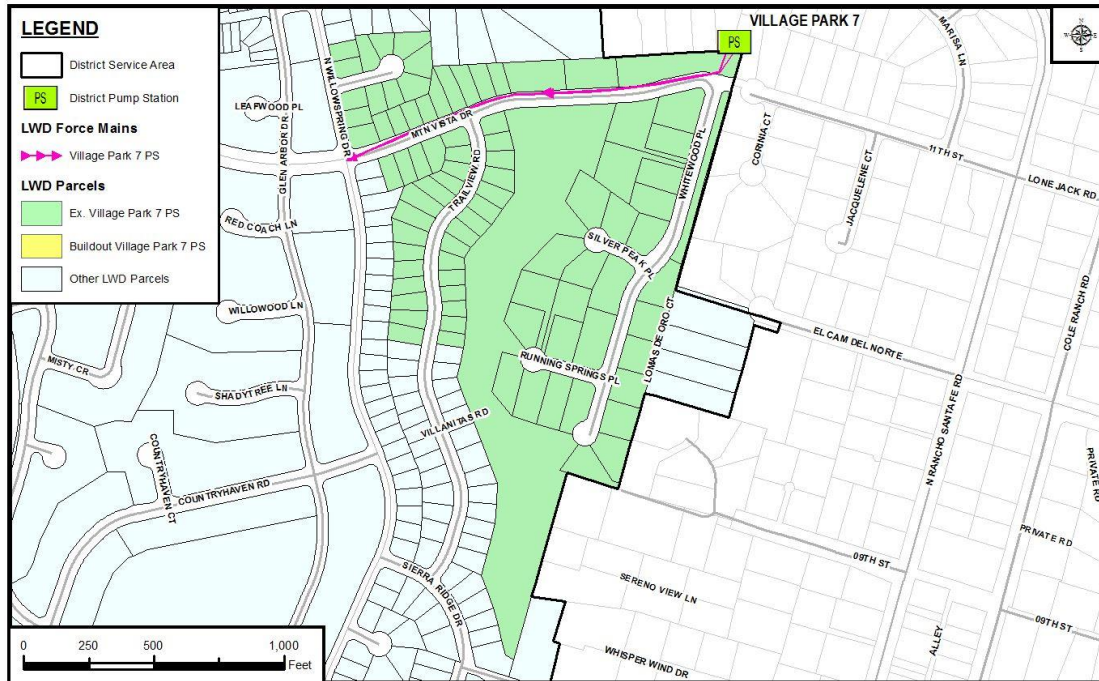 LEGEND
District Service Area
PS
District Pump Station
LWD Force Mains
Village Park 7 PS
LWD Parcels
Ex. Village Park 7 PS
Buildout Village Park 7 PS
Other LWD Parcels
VILLAGE PARK 7
PS
N
W E
S
MARISA LN
N WILLOWSPRING DR
LEAFWOOD PL
GLEN ARBOR DR
MTN VISTA DR
TRAILVIEW RD
WHITEWOOD PL
CORINIA CT
JACQUELENE CT
11TH ST
LONE JACK RD
RED COACH LN
SILVER PEAK PL
COLE RANCH RD
WILLOWOOD LN
LOMAS DE ORO CT
EL CAM DEL NORTE
MISTY CR
RUNNING SPRINGS PL
SHADYTREE LN
N RANCHO SANTA FE RD
VILLANITAS RD
COUNTRYHAVEN CT
COUNTRYHAVEN RD
PRIVATE RD
PRIVATE RD
09TH ST
SIERRA RIDGE DR
SERENO VIEW LN
09TH ST
ALLEY
WHISPER WIND DR
0 250 500 1,000
Feet